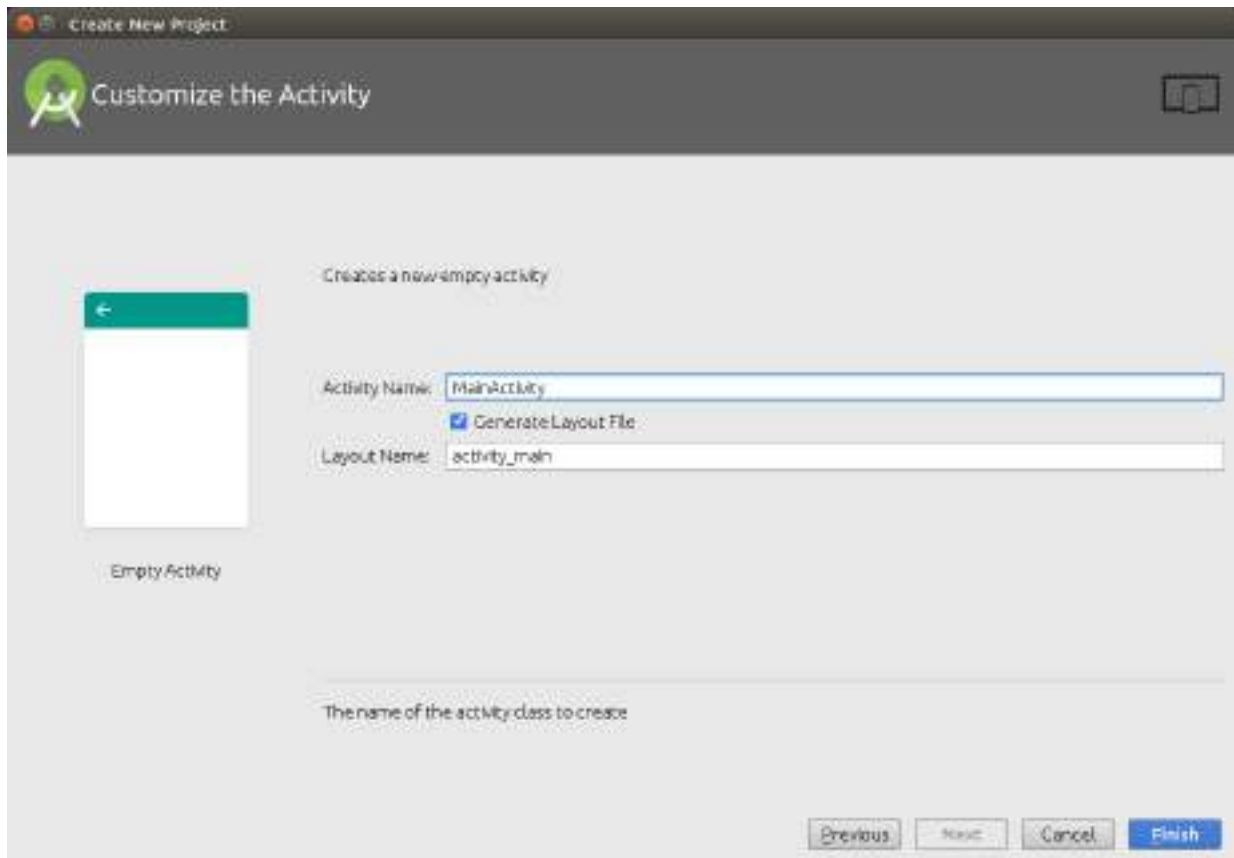 Create New Project
Customize the Activity
Creates a new empty activity
Activity Name: MainActivity
Generate Layout File
Layout Name: activity_main
Empty Activity
The name of the activity class to create
Previous Next Cancel Finish